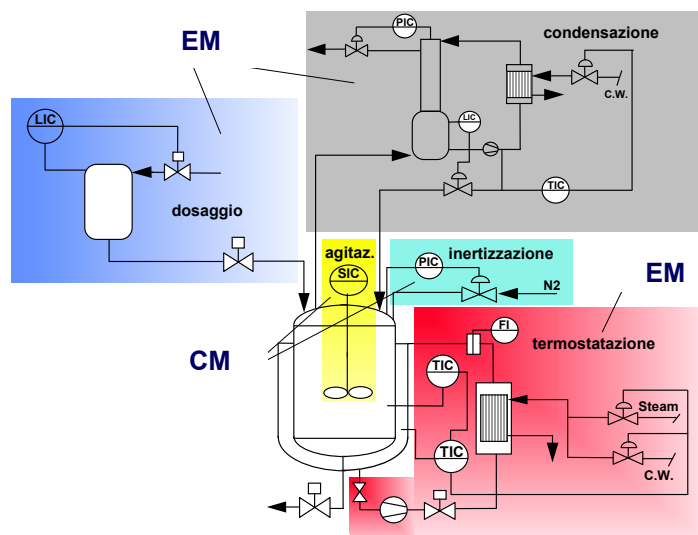 PIC
condensazione
EM
C.W.
LIC
LIC
TIC
dosaggio
agitaz.
inertizzazione
PIC
SIC
N2
EM
FI
termostatazione
CM
TIC
Steam
TIC
C.W.